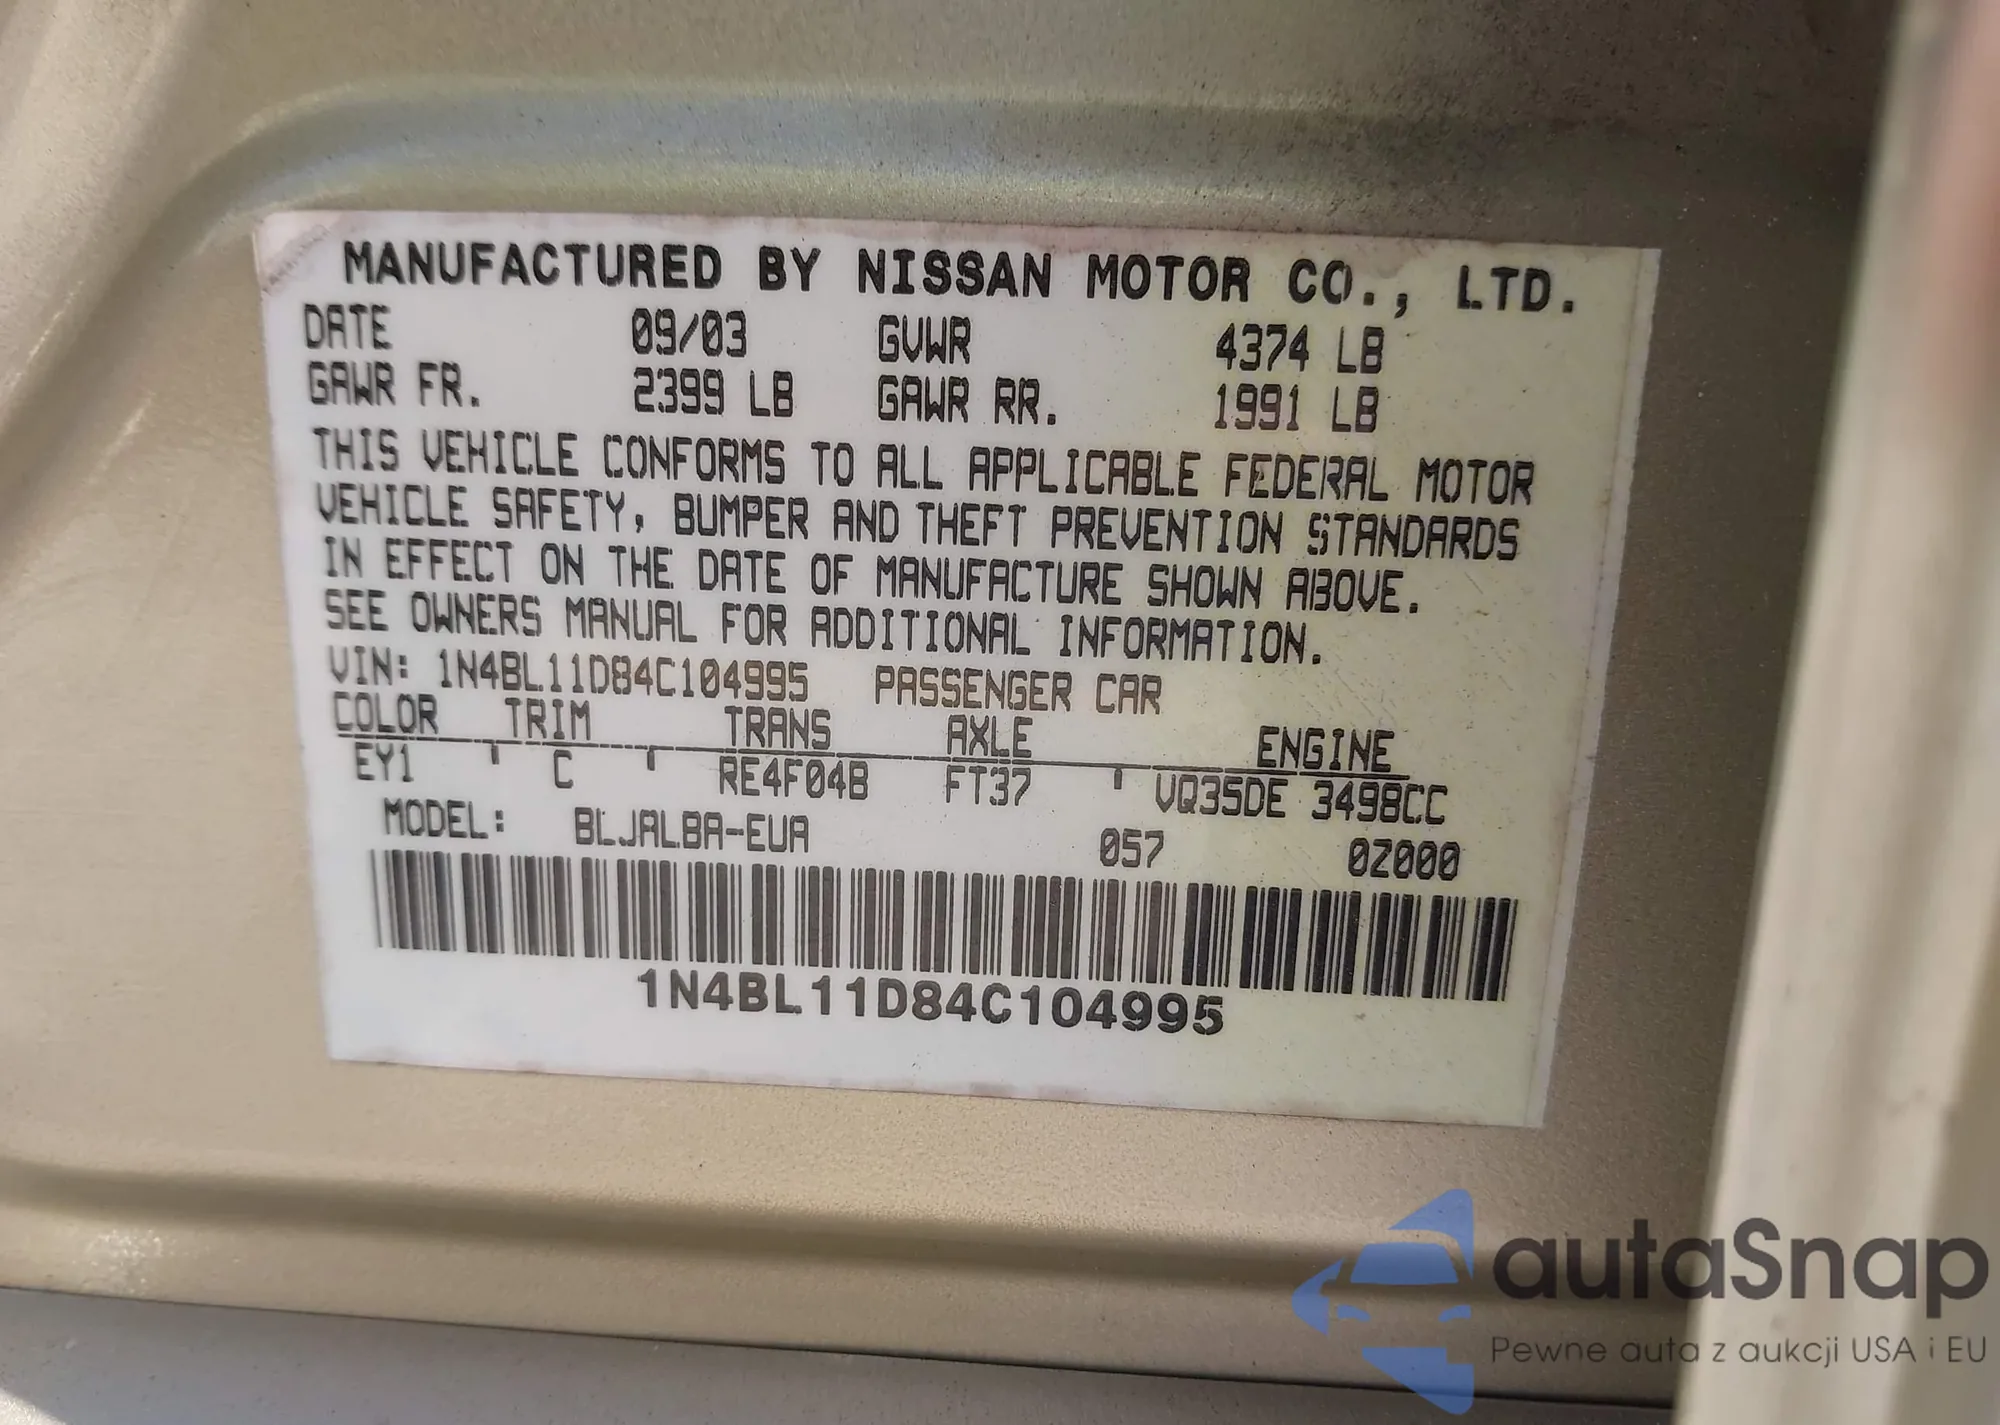 MANUFACTURED BY NISSAN MOTOR CO., LTD.
DATE 09/03 GVWR 4374 LB
GAWR FR. 2399 LB GAWR RR. 1991 LB
THIS VEHICLE CONFORMS TO ALL APPLICABLE FEDERAL MOTOR
VEHICLE SAFETY, BUMPER AND THEFT PREVENTION STANDARDS
IN EFFECT ON THE DATE OF MANUFACTURE SHOWN ABOVE.
SEE OWNERS MANUAL FOR ADDITIONAL INFORMATION.
VIN: 1N4BL11D84C104995 PASSENGER CAR
COLOR TRIM TRANS AXLE ENGINE
EY1 C RE4F04B FT37 VQ35DE 3498CC
MODEL: BLJALBA-EUA 057 0Z000
1N4BL11D84C104995
autaSnap
Pewne auta z aukcji USA i EU